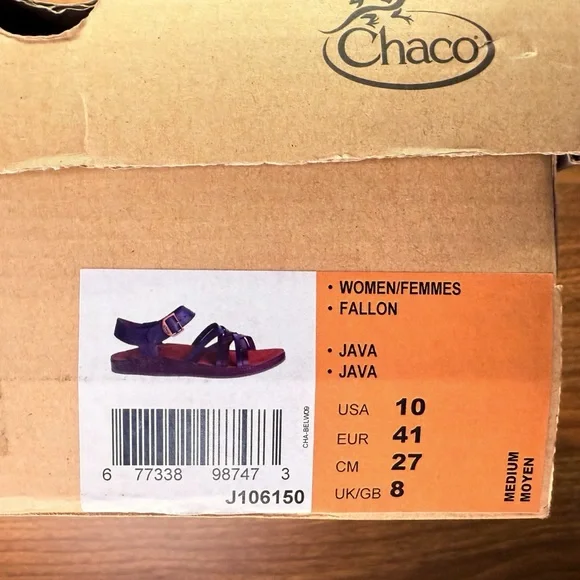 Chaco
• WOMEN/FEMMES
• FALLON
• JAVA
• JAVA
USA 10
EUR 41
CM 27
UK/GB 8
MEDIUM
MOYEN
CHA-BELW09
6 77338 98747 3
J106150